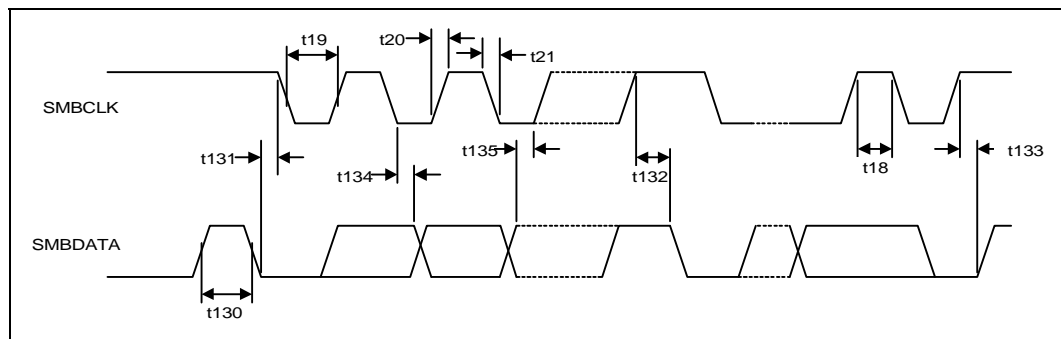 t19
t20
t21
SMBCLK
t131
t134
t135
t132
t18
t133
SMBDATA
t130